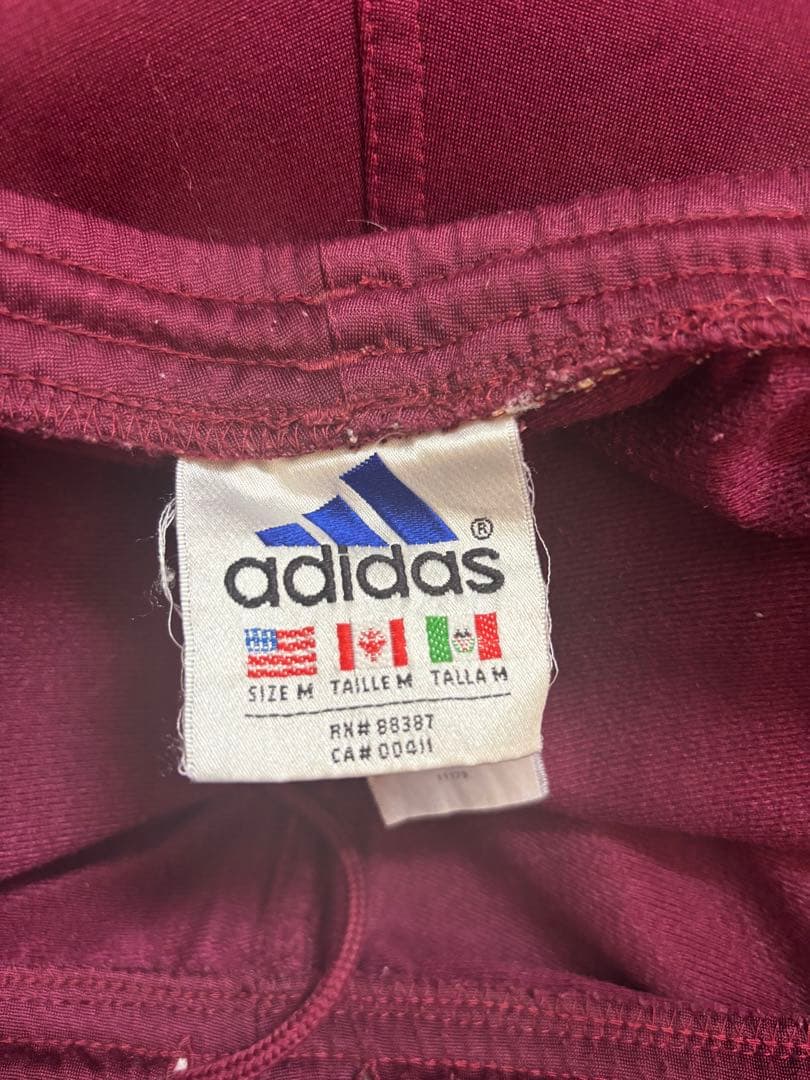 adidas®
SIZE M TAILLE M TALLA M
RN# 88387
CA# 00411